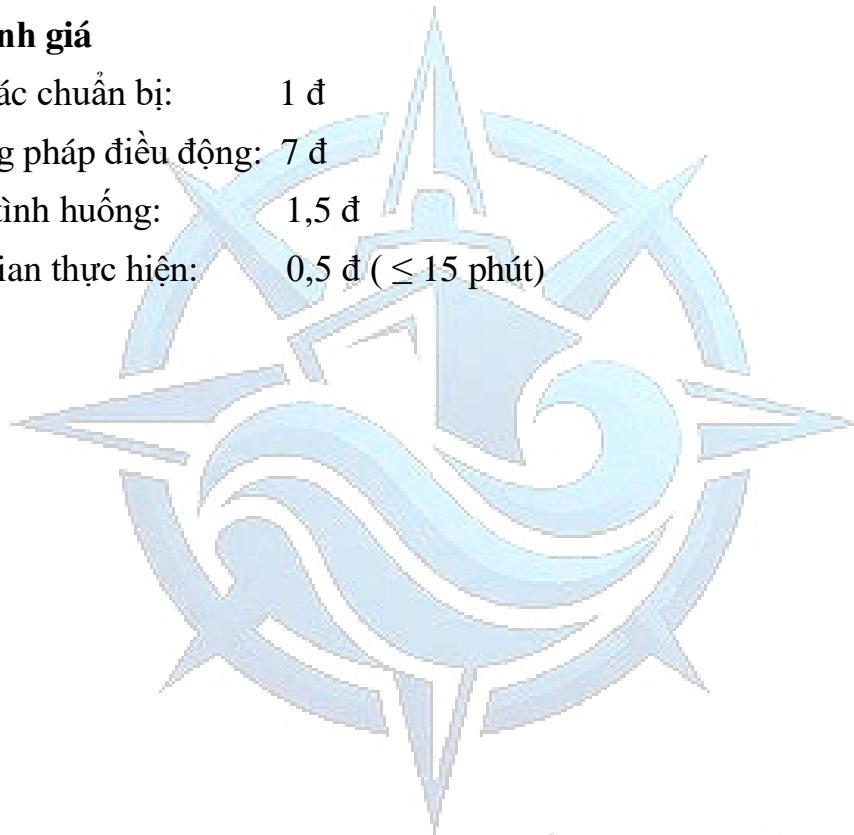 nh giá
ác chuẩn bị: 1 đ
g pháp điều động: 7 đ
tình huống: 1,5 đ
ian thực hiện: 0,5 đ ( ≤ 15 phút)